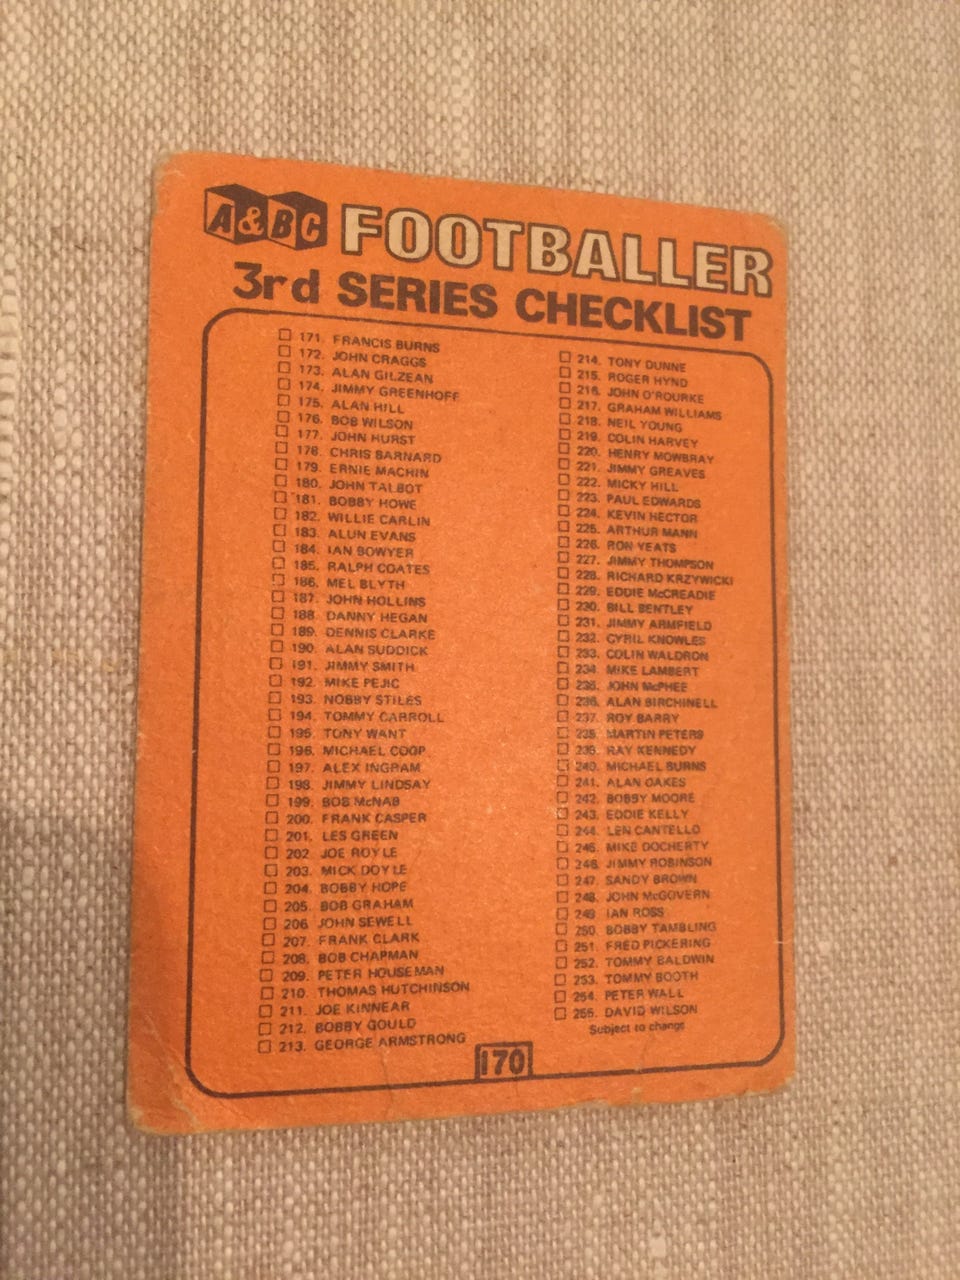 A&BC FOOTBALLER
3rd SERIES CHECKLIST
171. FRANCIS BURNS
172. JOHN CRAGGS
173. ALAN GILZEAN
174. JIMMY GREENHOFF
175. ALAN HILL
176. BOB WILSON
177. JOHN HURST
178. CHRIS BARNARD
179. ERNIE MACHIN
180. JOHN TALBOT
181. BOBBY HOWE
182. WILLIE CARLIN
183. ALUN EVANS
184. IAN BOWYER
185. RALPH COATES
186. MEL BLYTH
187. JOHN HOLLINS
188. DANNY HEGAN
189. DENNIS CLARKE
190. ALAN SUDDICK
191. JIMMY SMITH
192. MIKE PEJIC
193. NOBBY STILES
194. TOMMY CARROLL
195. TONY WANT
196. MICHAEL COOP
197. ALEX INGRAM
198. JIMMY LINDSAY
199. BOB McNAB
200. FRANK CASPER
201. LES GREEN
202. JOE ROYLE
203. MICK DOYLE
204. BOBBY HOPE
205. BOB GRAHAM
206. JOHN SEWELL
207. FRANK CLARK
208. BOB CHAPMAN
209. PETER HOUSEMAN
210. THOMAS HUTCHINSON
211. JOE KINNEAR
212. BOBBY GOULD
213. GEORGE ARMSTRONG
214. TONY DUNNE
215. ROGER HYND
216. JOHN O'ROURKE
217. GRAHAM WILLIAMS
218. NEIL YOUNG
219. COLIN HARVEY
220. HENRY MOWBRAY
221. JIMMY GREAVES
222. MICKY HILL
223. PAUL EDWARDS
224. KEVIN HECTOR
225. ARTHUR MANN
226. RON YEATS
227. JIMMY THOMPSON
228. RICHARD KRZYWICKI
229. EDDIE McCREADIE
230. BILL BENTLEY
231. JIMMY ARMFIELD
232. CYRIL KNOWLES
233. COLIN WALDRON
234. MIKE LAMBERT
235. JOHN McPHEE
236. ALAN BIRCHINELL
237. ROY BARRY
238. MARTIN PETERS
239. RAY KENNEDY
240. MICHAEL BURNS
241. ALAN OAKES
242. BOBBY MOORE
243. EDDIE KELLY
244. LEN CANTELLO
245. MIKE DOCHERTY
246. JIMMY ROBINSON
247. SANDY BROWN
248. JOHN McGOVERN
249. IAN ROSS
250. BOBBY TAMBLING
251. FRED PICKERING
252. TOMMY BALDWIN
253. TOMMY BOOTH
254. PETER WALL
255. DAVID WILSON
Subject to change
170